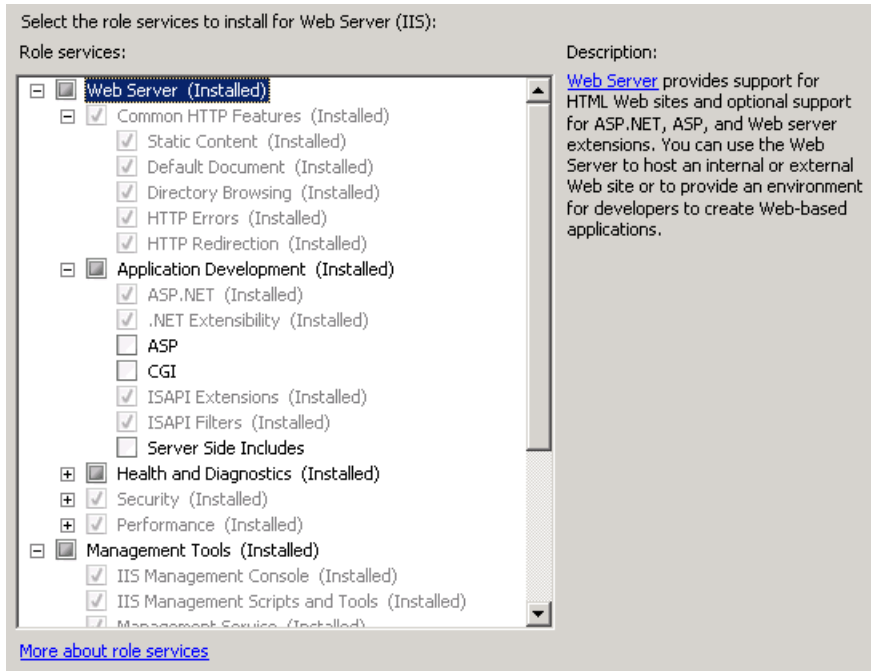 Select the role services to install for Web Server (IIS):
Role services:
Web Server (Installed)
Common HTTP Features (Installed)
Static Content (Installed)
Default Document (Installed)
Directory Browsing (Installed)
HTTP Errors (Installed)
HTTP Redirection (Installed)
Application Development (Installed)
ASP.NET (Installed)
.NET Extensibility (Installed)
ASP
CGI
ISAPI Extensions (Installed)
ISAPI Filters (Installed)
Server Side Includes
Health and Diagnostics (Installed)
Security (Installed)
Performance (Installed)
Management Tools (Installed)
IIS Management Console (Installed)
IIS Management Scripts and Tools (Installed)
Management Service (Installed)
More about role services
Description:
Web Server provides support for
HTML Web sites and optional support
for ASP.NET, ASP, and Web server
extensions. You can use the Web
Server to host an internal or external
Web site or to provide an environment
for developers to create Web-based
applications.